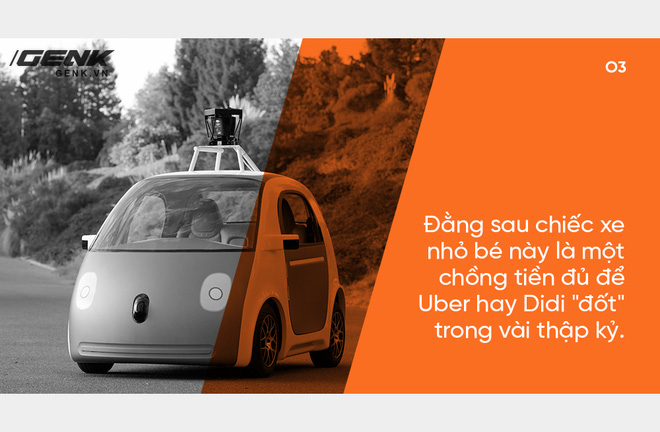 /GENK
GENK.VN
03
Đằng sau chiếc xe
nhỏ bé này là một
chồng tiền đủ để
Uber hay Didi "đốt"
trong vài thập kỷ.